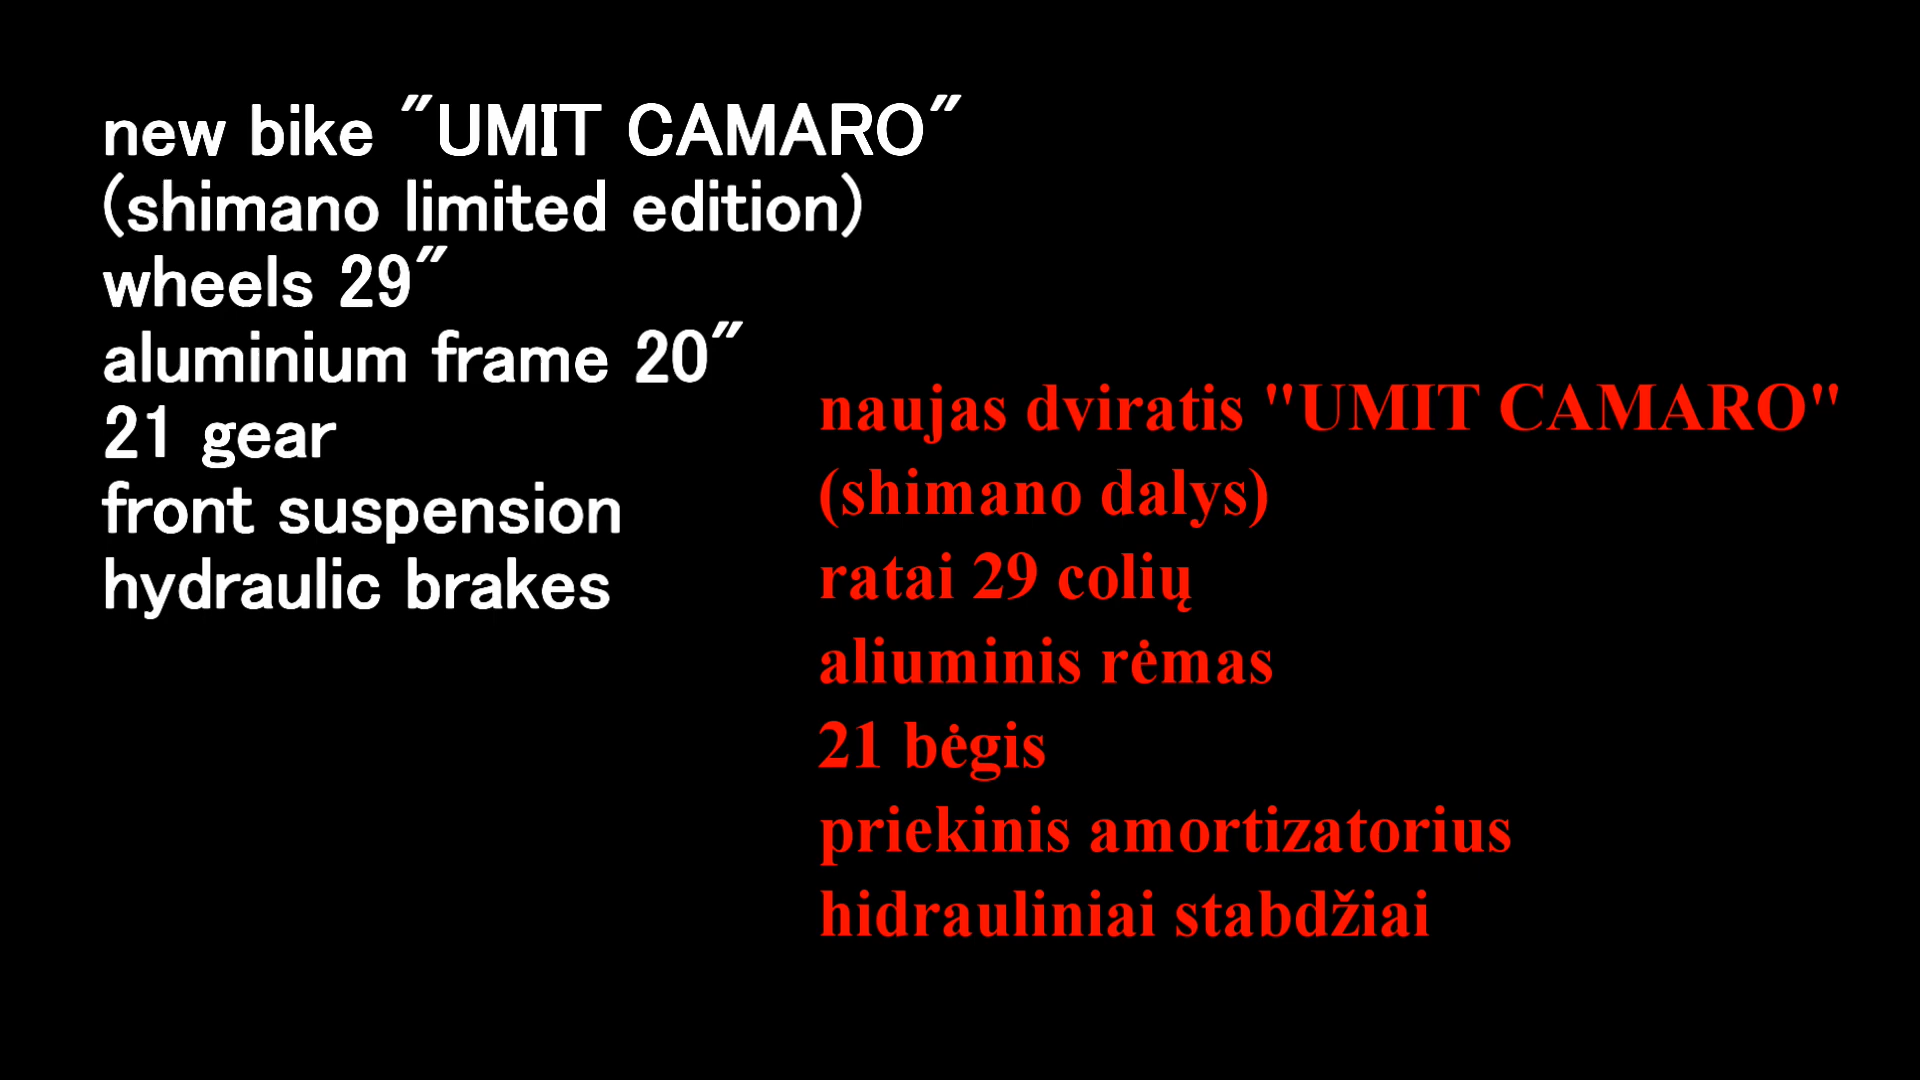 new bike "UMIT CAMARO"
(shimano limited edition)
wheels 29"
aluminium frame 20"
21 gear
front suspension
hydraulic brakes
naujas dviratis "UMIT CAMARO"
(shimano dalys)
ratai 29 colių
aliuminis rėmas
21 bėgis
priekinis amortizatorius
hidrauliniai stabdžiai